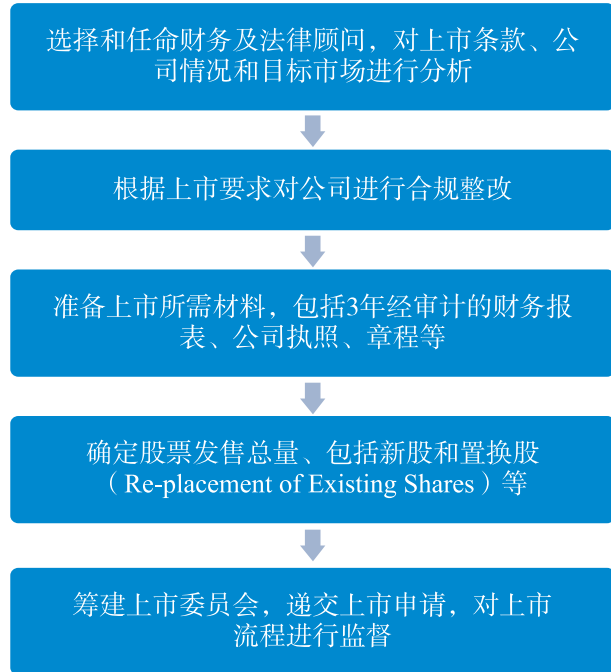 选择和任命财务及法律顾问，对上市条款、公
司情况和目标市场进行分析
根据上市要求对公司进行合规整改
准备上市所需材料，包括3年经审计的财务报
表、公司执照、章程等
确定股票发售总量、包括新股和置换股
（Re-placement of Existing Shares）等
筹建上市委员会，递交上市申请，对上市
流程进行监督